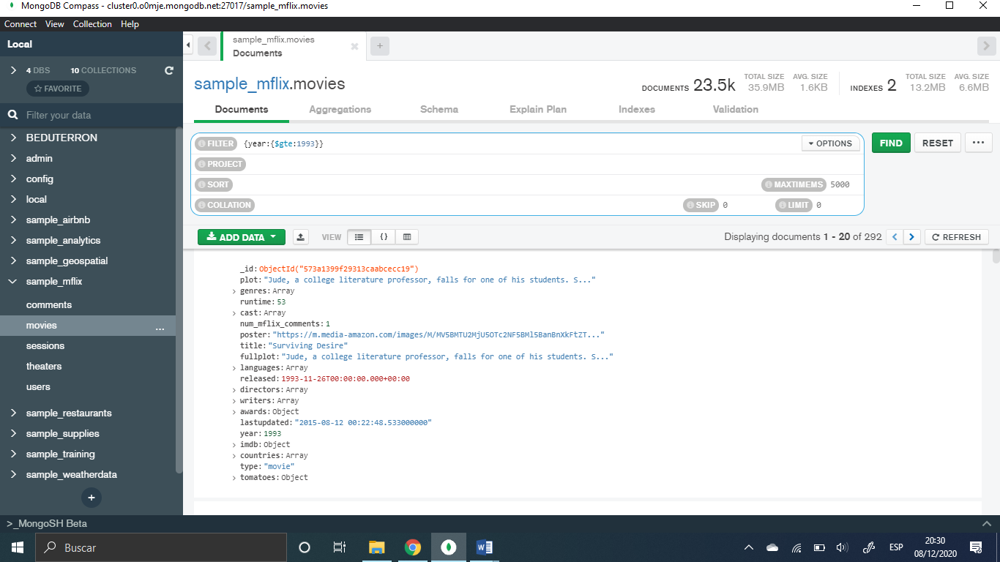 MongoDB Compass - cluster0.o0mje.mongodb.net:27017/sample_mflix.movies
Connect View Collection Help
Local
4 DBS 10 COLLECTIONS
FAVORITE
Filter your data
BEDUTERRON
admin
config
local
sample_airbnb
sample_analytics
sample_geospatial
sample_mflix
comments
movies ...
sessions
theaters
users
sample_restaurants
sample_supplies
sample_training
sample_weatherdata
+
sample_mflix.movies
Documents
+
sample_mflix.movies
DOCUMENTS 23.5k TOTAL SIZE 35.9MB AVG. SIZE 1.6KB
INDEXES 2 TOTAL SIZE 13.2MB AVG. SIZE 6.6MB
Documents Aggregations Schema Explain Plan Indexes Validation
FILTER {year:{$gte:1993}} OPTIONS FIND RESET ...
PROJECT
SORT MAXTIMEMS 5000
COLLATION SKIP 0 LIMIT 0
ADD DATA VIEW {} Displaying documents 1 - 20 of 292 < > REFRESH
_id: ObjectId("573a1399f29313caabcecc19")
plot: "Jude, a college literature professor, falls for one of his students. S..."
> genres: Array
runtime: 53
> cast: Array
num_mflix_comments: 1
poster: "https://m.media-amazon.com/images/M/MV5BMTU2MjU5OTc2NF5BMl5BanBnXkFtZT..."
title: "Surviving Desire"
fullplot: "Jude, a college literature professor, falls for one of his students. S..."
> languages: Array
released: 1993-11-26T00:00:00.000+00:00
> directors: Array
> writers: Array
> awards: Object
lastupdated: "2015-08-12 00:22:48.533000000"
year: 1993
> imdb: Object
> countries: Array
type: "movie"
> tomatoes: Object
>_MongoSH Beta
Buscar
ESP
20:30
08/12/2020